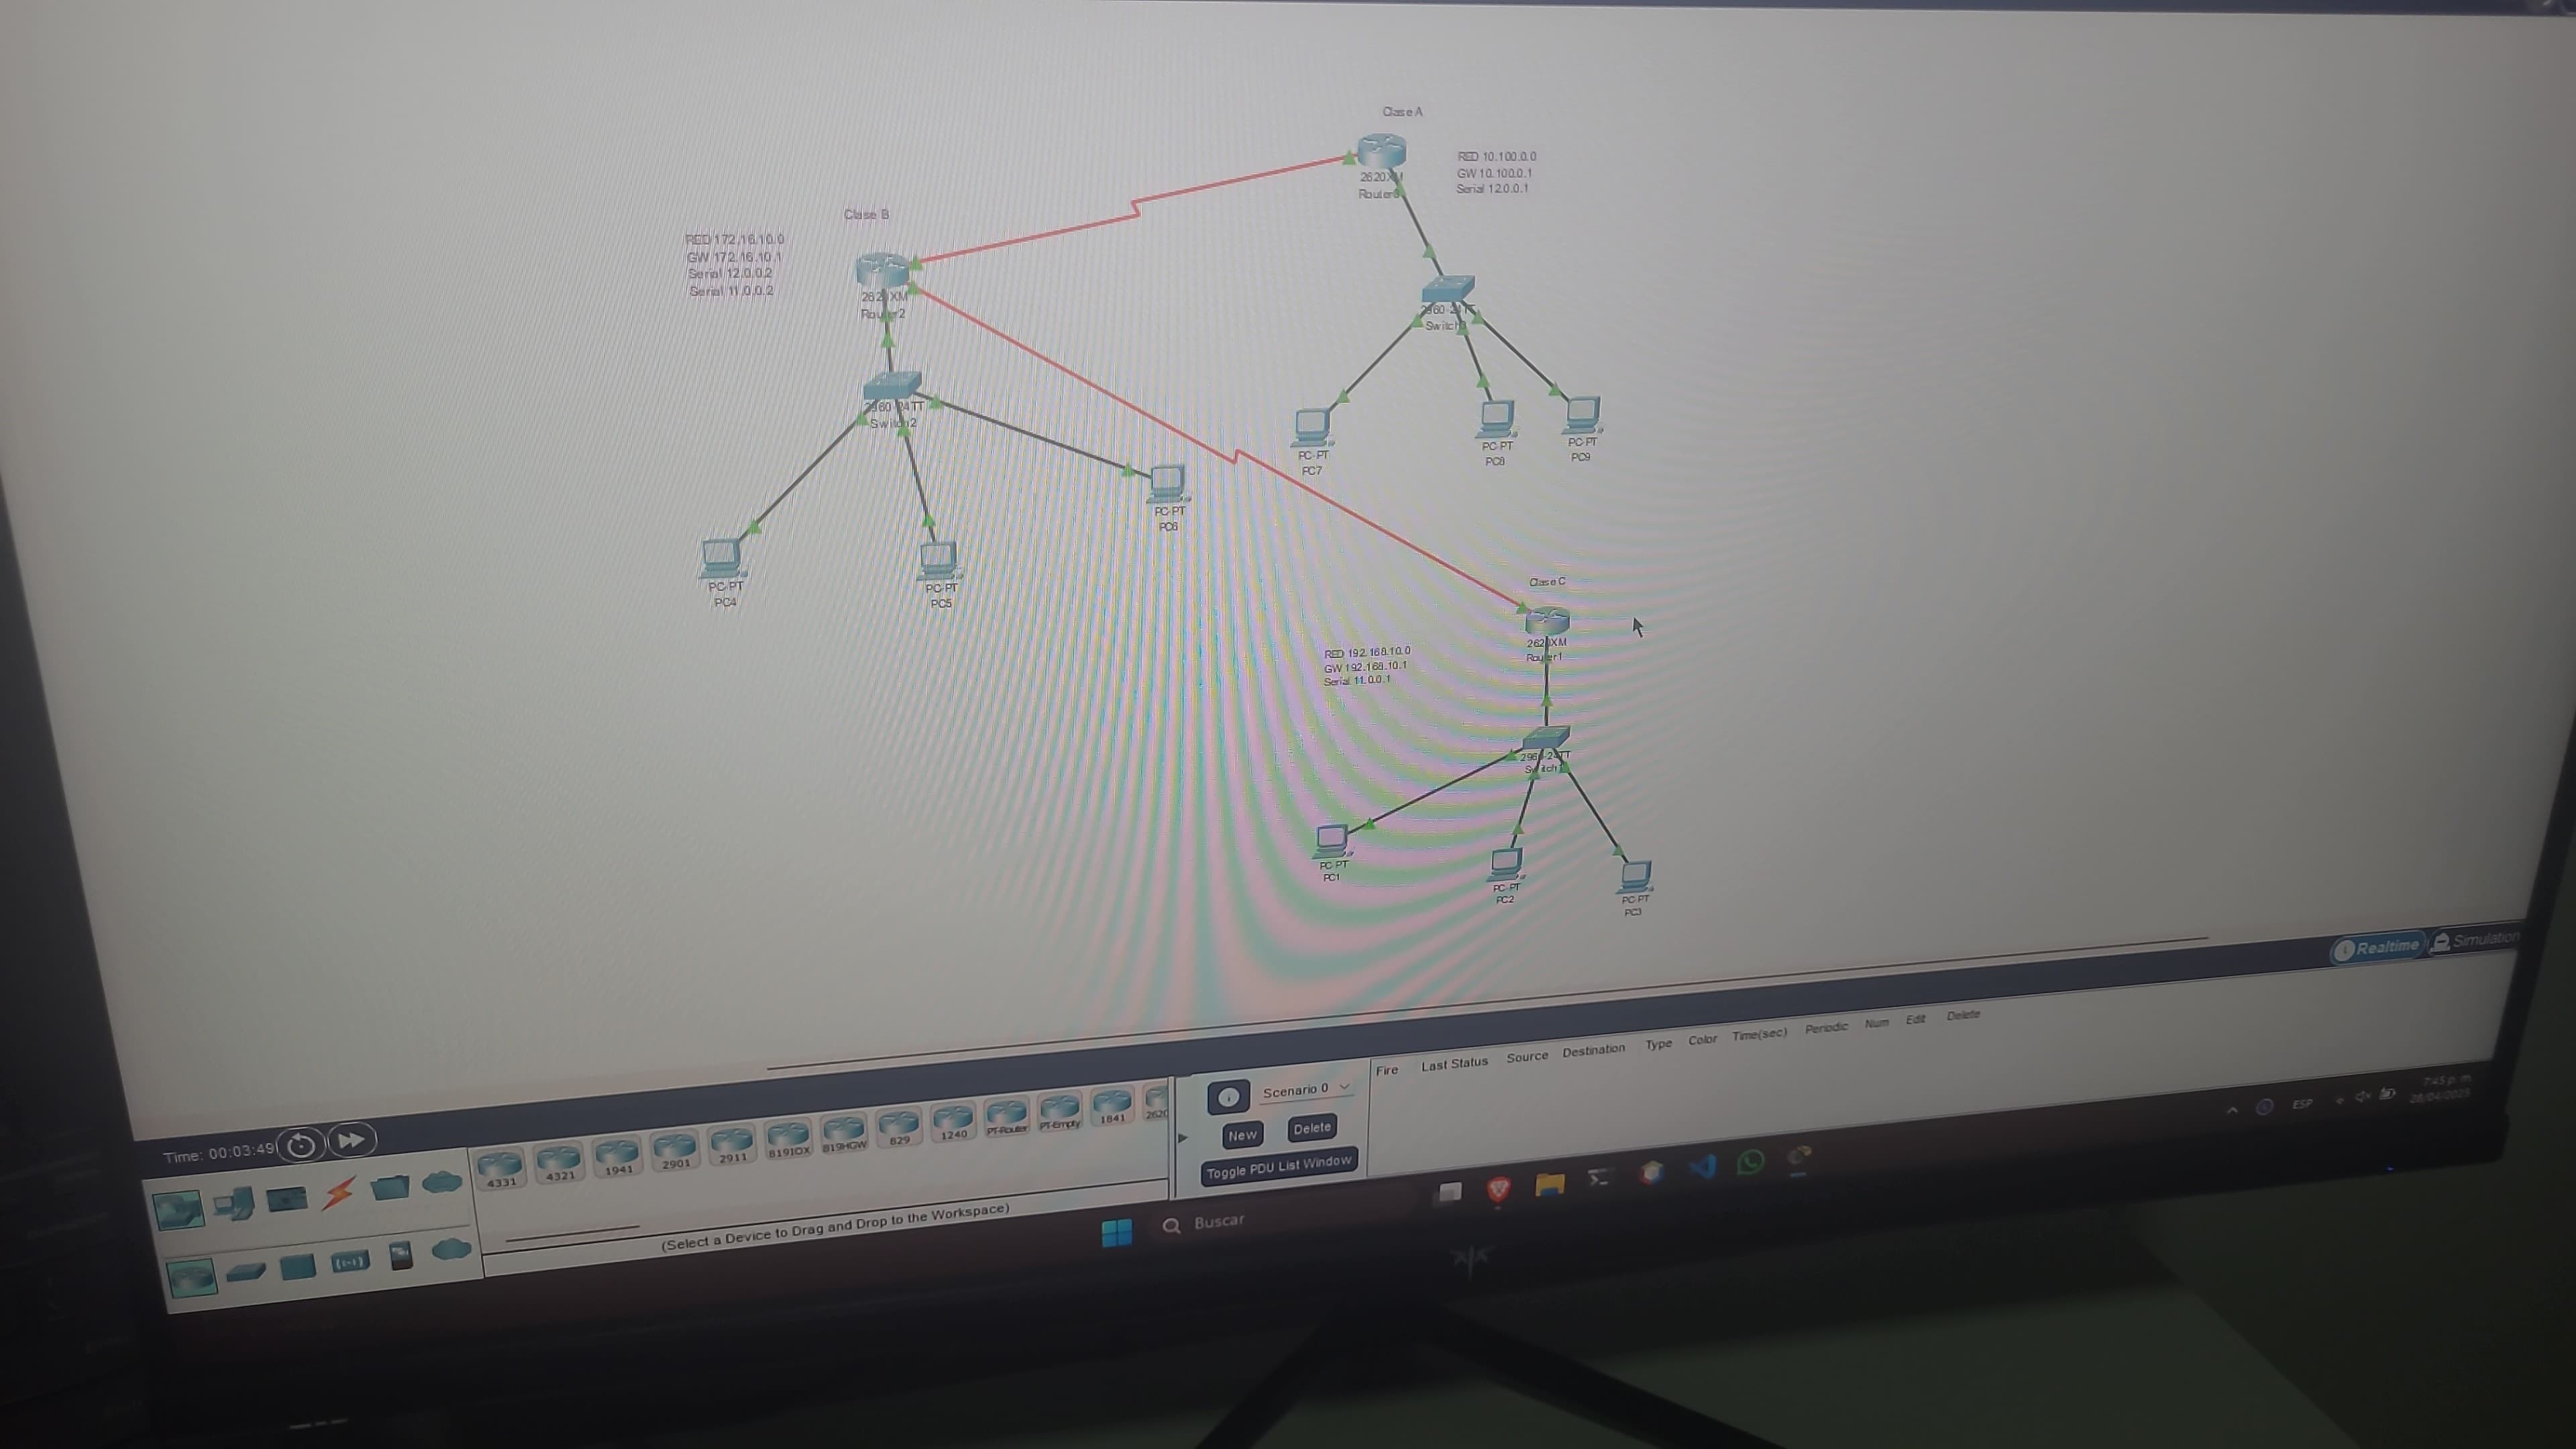 Clase A
2620XM
Router3
RED 10.100.0.0
GW 10.100.0.1
Serial 12.0.0.1
Clase B
RED 172.16.10.0
GW 172.16.10.1
Serial 12.0.0.2
Serial 11.0.0.2
2620XM
Router2
2960-24TT
Switch3
2960-24TT
Switch2
PC-PT
PC7
PC-PT
PC8
PC-PT
PC9
PC-PT
PC6
PC-PT
PC4
PC-PT
PC5
Clase C
2620XM
Router1
RED 192.168.10.0
GW 192.168.10.1
Serial 11.0.0.1
2960-24TT
PC-PT
PC1
PC-PT
PC2
PC-PT
PC3
Realtime
Simulation
Time: 00:03:49
4331
4321
1941
2901
2911
819IOX
819HGW
829
1240
PT-Router
PT-Empty
1841
(Select a Device to Drag and Drop to the Workspace)
Scenario 0
New
Delete
Toggle PDU List Window
Fire
Last Status
Source
Destination
Type
Color
Time(sec)
Periodic
Num
Edit
Delete
Buscar
ESP
7:45 p. m.
28/04/2025